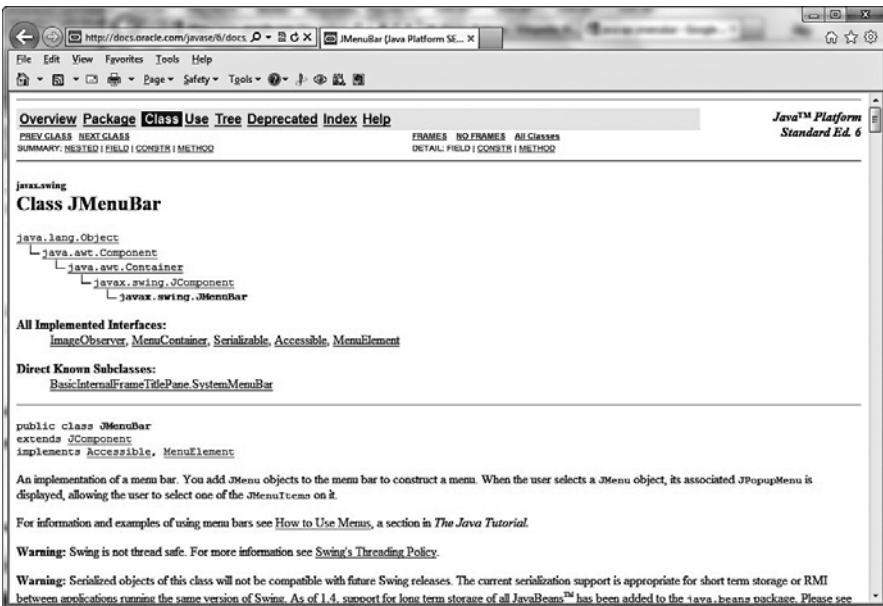 http://docs.oracle.com/javase/6/docs
JMenuBar (Java Platform SE...
File Edit View Favorites Tools Help
Page Safety Tools
Overview Package Class Use Tree Deprecated Index Help
Java™ Platform
Standard Ed. 6
PREV CLASS NEXT CLASS
FRAMES NO FRAMES All Classes
SUMMARY: NESTED | FIELD | CONSTR | METHOD
DETAIL: FIELD | CONSTR | METHOD
javax.swing
Class JMenuBar
java.lang.Object
java.awt.Component
java.awt.Container
javax.swing.JComponent
javax.swing.JMenuBar
All Implemented Interfaces:
ImageObserver, MenuContainer, Serializable, Accessible, MenuElement
Direct Known Subclasses:
BasicInternalFrameTitlePane.SystemMenuBar
public class JMenuBar
extends JComponent
implements Accessible, MenuElement
An implementation of a menu bar. You add JMenu objects to the menu bar to construct a menu. When the user selects a JMenu object, its associated JPopupMenu is
displayed, allowing the user to select one of the JMenuItems on it.
For information and examples of using menu bars see How to Use Menus, a section in The Java Tutorial.
Warning: Swing is not thread safe. For more information see Swing's Threading Policy.
Warning: Serialized objects of this class will not be compatible with future Swing releases. The current serialization support is appropriate for short term storage or RMI
between applications running the same version of Swing. As of 1.4, support for long term storage of all JavaBeans™ has been added to the java.beans package. Please see